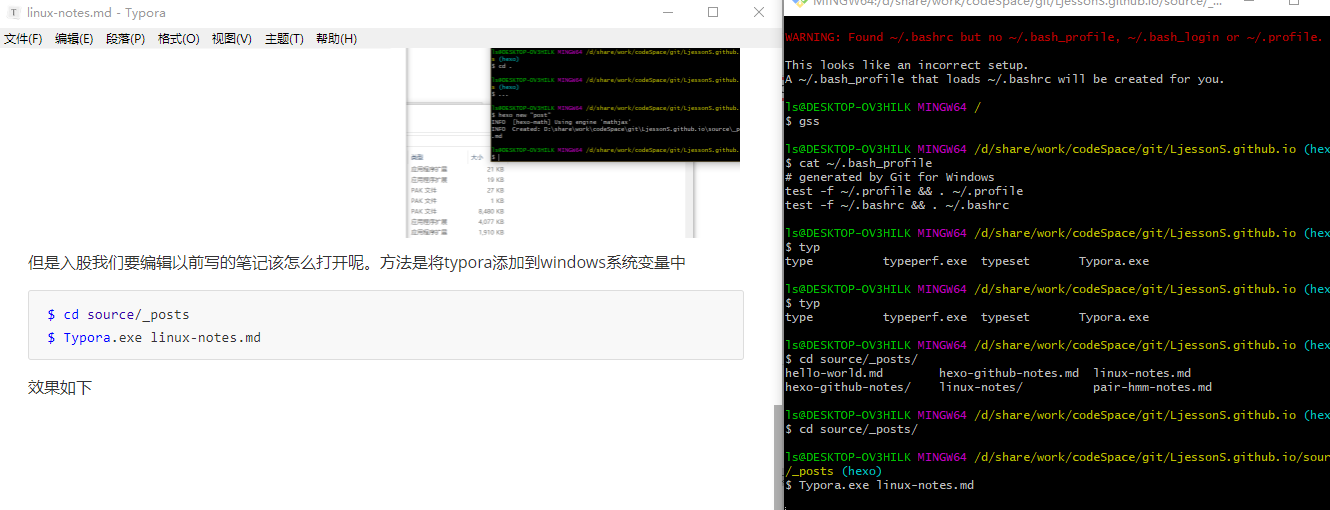 linux-notes.md - Typora
文件(F) 编辑(E) 段落(P) 格式(O) 视图(V) 主题(T) 帮助(H)
ls@DESKTOP-OV3HILK MINGW64 /d/share/work/codeSpace/git/LjessonS.github.
(hexo)
$ cd .
ls@DESKTOP-OV3HILK MINGW64 /d/share/work/codeSpace/git/LjessonS.github.
(hexo)
$ ...
ls@DESKTOP-OV3HILK MINGW64 /d/share/work/codeSpace/git/LjessonS.github.
$ hexo new "post"
INFO [hexo-math] Using engine 'mathjax'
INFO Created: D:\share\work\codeSpace\git\LjessonS.github.io\source\_p
.md
ls@DESKTOP-OV3HILK MINGW64 /d/share/work/codeSpace/git/LjessonS.github.
$
类型 大小
应用程序扩展 21 KB
应用程序扩展 19 KB
PAK 文件 27 KB
PAK 文件 1 KB
PAK 文件 8,480 KB
应用程序扩展 4,077 KB
应用程序扩展 1,910 KB
但是入股我们要编辑以前写的笔记该怎么打开呢。方法是将typora添加到windows系统变量中
$ cd source/_posts
$ Typora.exe linux-notes.md
效果如下
MINGW64:/d/share/work/codeSpace/git/LjessonS.github.io/source/_...
WARNING: Found ~/.bashrc but no ~/.bash_profile, ~/.bash_login or ~/.profile.
This looks like an incorrect setup.
A ~/.bash_profile that loads ~/.bashrc will be created for you.
ls@DESKTOP-OV3HILK MINGW64 /
$ gss
ls@DESKTOP-OV3HILK MINGW64 /d/share/work/codeSpace/git/LjessonS.github.io (hexo
$ cat ~/.bash_profile
# generated by Git for Windows
test -f ~/.profile && . ~/.profile
test -f ~/.bashrc && . ~/.bashrc
ls@DESKTOP-OV3HILK MINGW64 /d/share/work/codeSpace/git/LjessonS.github.io (hexo
$ typ
type typeperf.exe typeset Typora.exe
ls@DESKTOP-OV3HILK MINGW64 /d/share/work/codeSpace/git/LjessonS.github.io (hexo
$ typ
type typeperf.exe typeset Typora.exe
ls@DESKTOP-OV3HILK MINGW64 /d/share/work/codeSpace/git/LjessonS.github.io (hexo
$ cd source/_posts/
hello-world.md hexo-github-notes.md linux-notes.md
hexo-github-notes/ linux-notes/ pair-hmm-notes.md
ls@DESKTOP-OV3HILK MINGW64 /d/share/work/codeSpace/git/LjessonS.github.io (hexo
$ cd source/_posts/
ls@DESKTOP-OV3HILK MINGW64 /d/share/work/codeSpace/git/LjessonS.github.io/sour
/_posts (hexo)
$ Typora.exe linux-notes.md